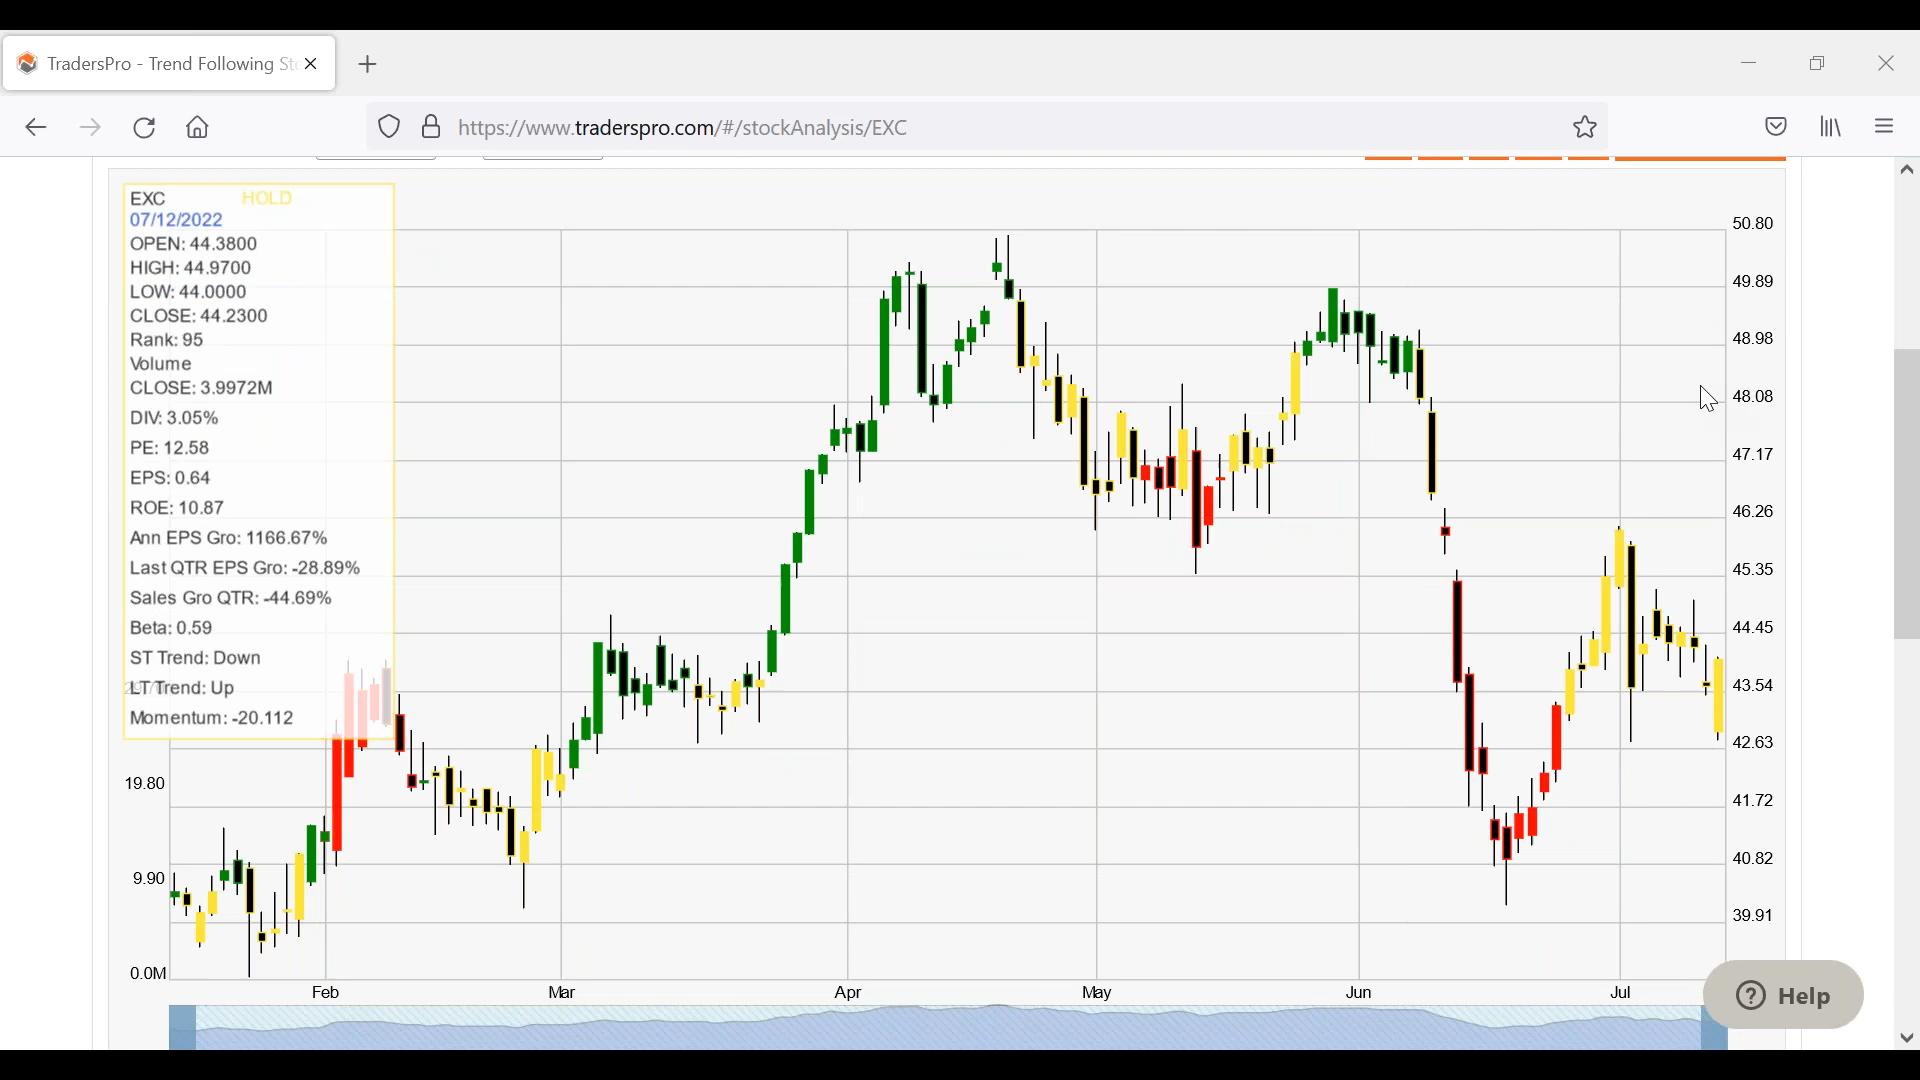 TradersPro - Trend Following St
https://www.traderspro.com/#/stockAnalysis/EXC
EXC HOLD
07/12/2022
OPEN: 44.3800
HIGH: 44.9700
LOW: 44.0000
CLOSE: 44.2300
Rank: 95
Volume
CLOSE: 3.9972M
DIV: 3.05%
PE: 12.58
EPS: 0.64
ROE: 10.87
Ann EPS Gro: 1166.67%
Last QTR EPS Gro: -28.89%
Sales Gro QTR: -44.69%
Beta: 0.59
ST Trend: Down
LT Trend: Up
Momentum: -20.112
19.80
9.90
0.0M
50.80
49.89
48.98
48.08
47.17
46.26
45.35
44.45
43.54
42.63
41.72
40.82
39.91
Feb Mar Apr May Jun Jul
Help